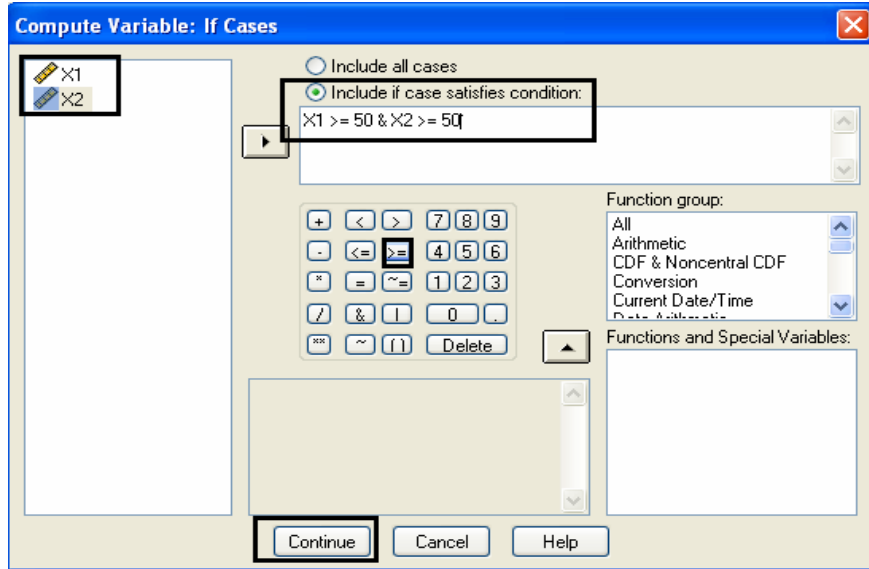 Compute Variable: If Cases
X1
X2
Include all cases
Include if case satisfies condition:
X1 >= 50 & X2 >= 50
+ < > 7 8 9
- <= >= 4 5 6
* = ~= 1 2 3
/ & | 0 .
** ~ () Delete
Function group:
All
Arithmetic
CDF & Noncentral CDF
Conversion
Current Date/Time
Date Arithmetic
Functions and Special Variables:
Continue Cancel Help